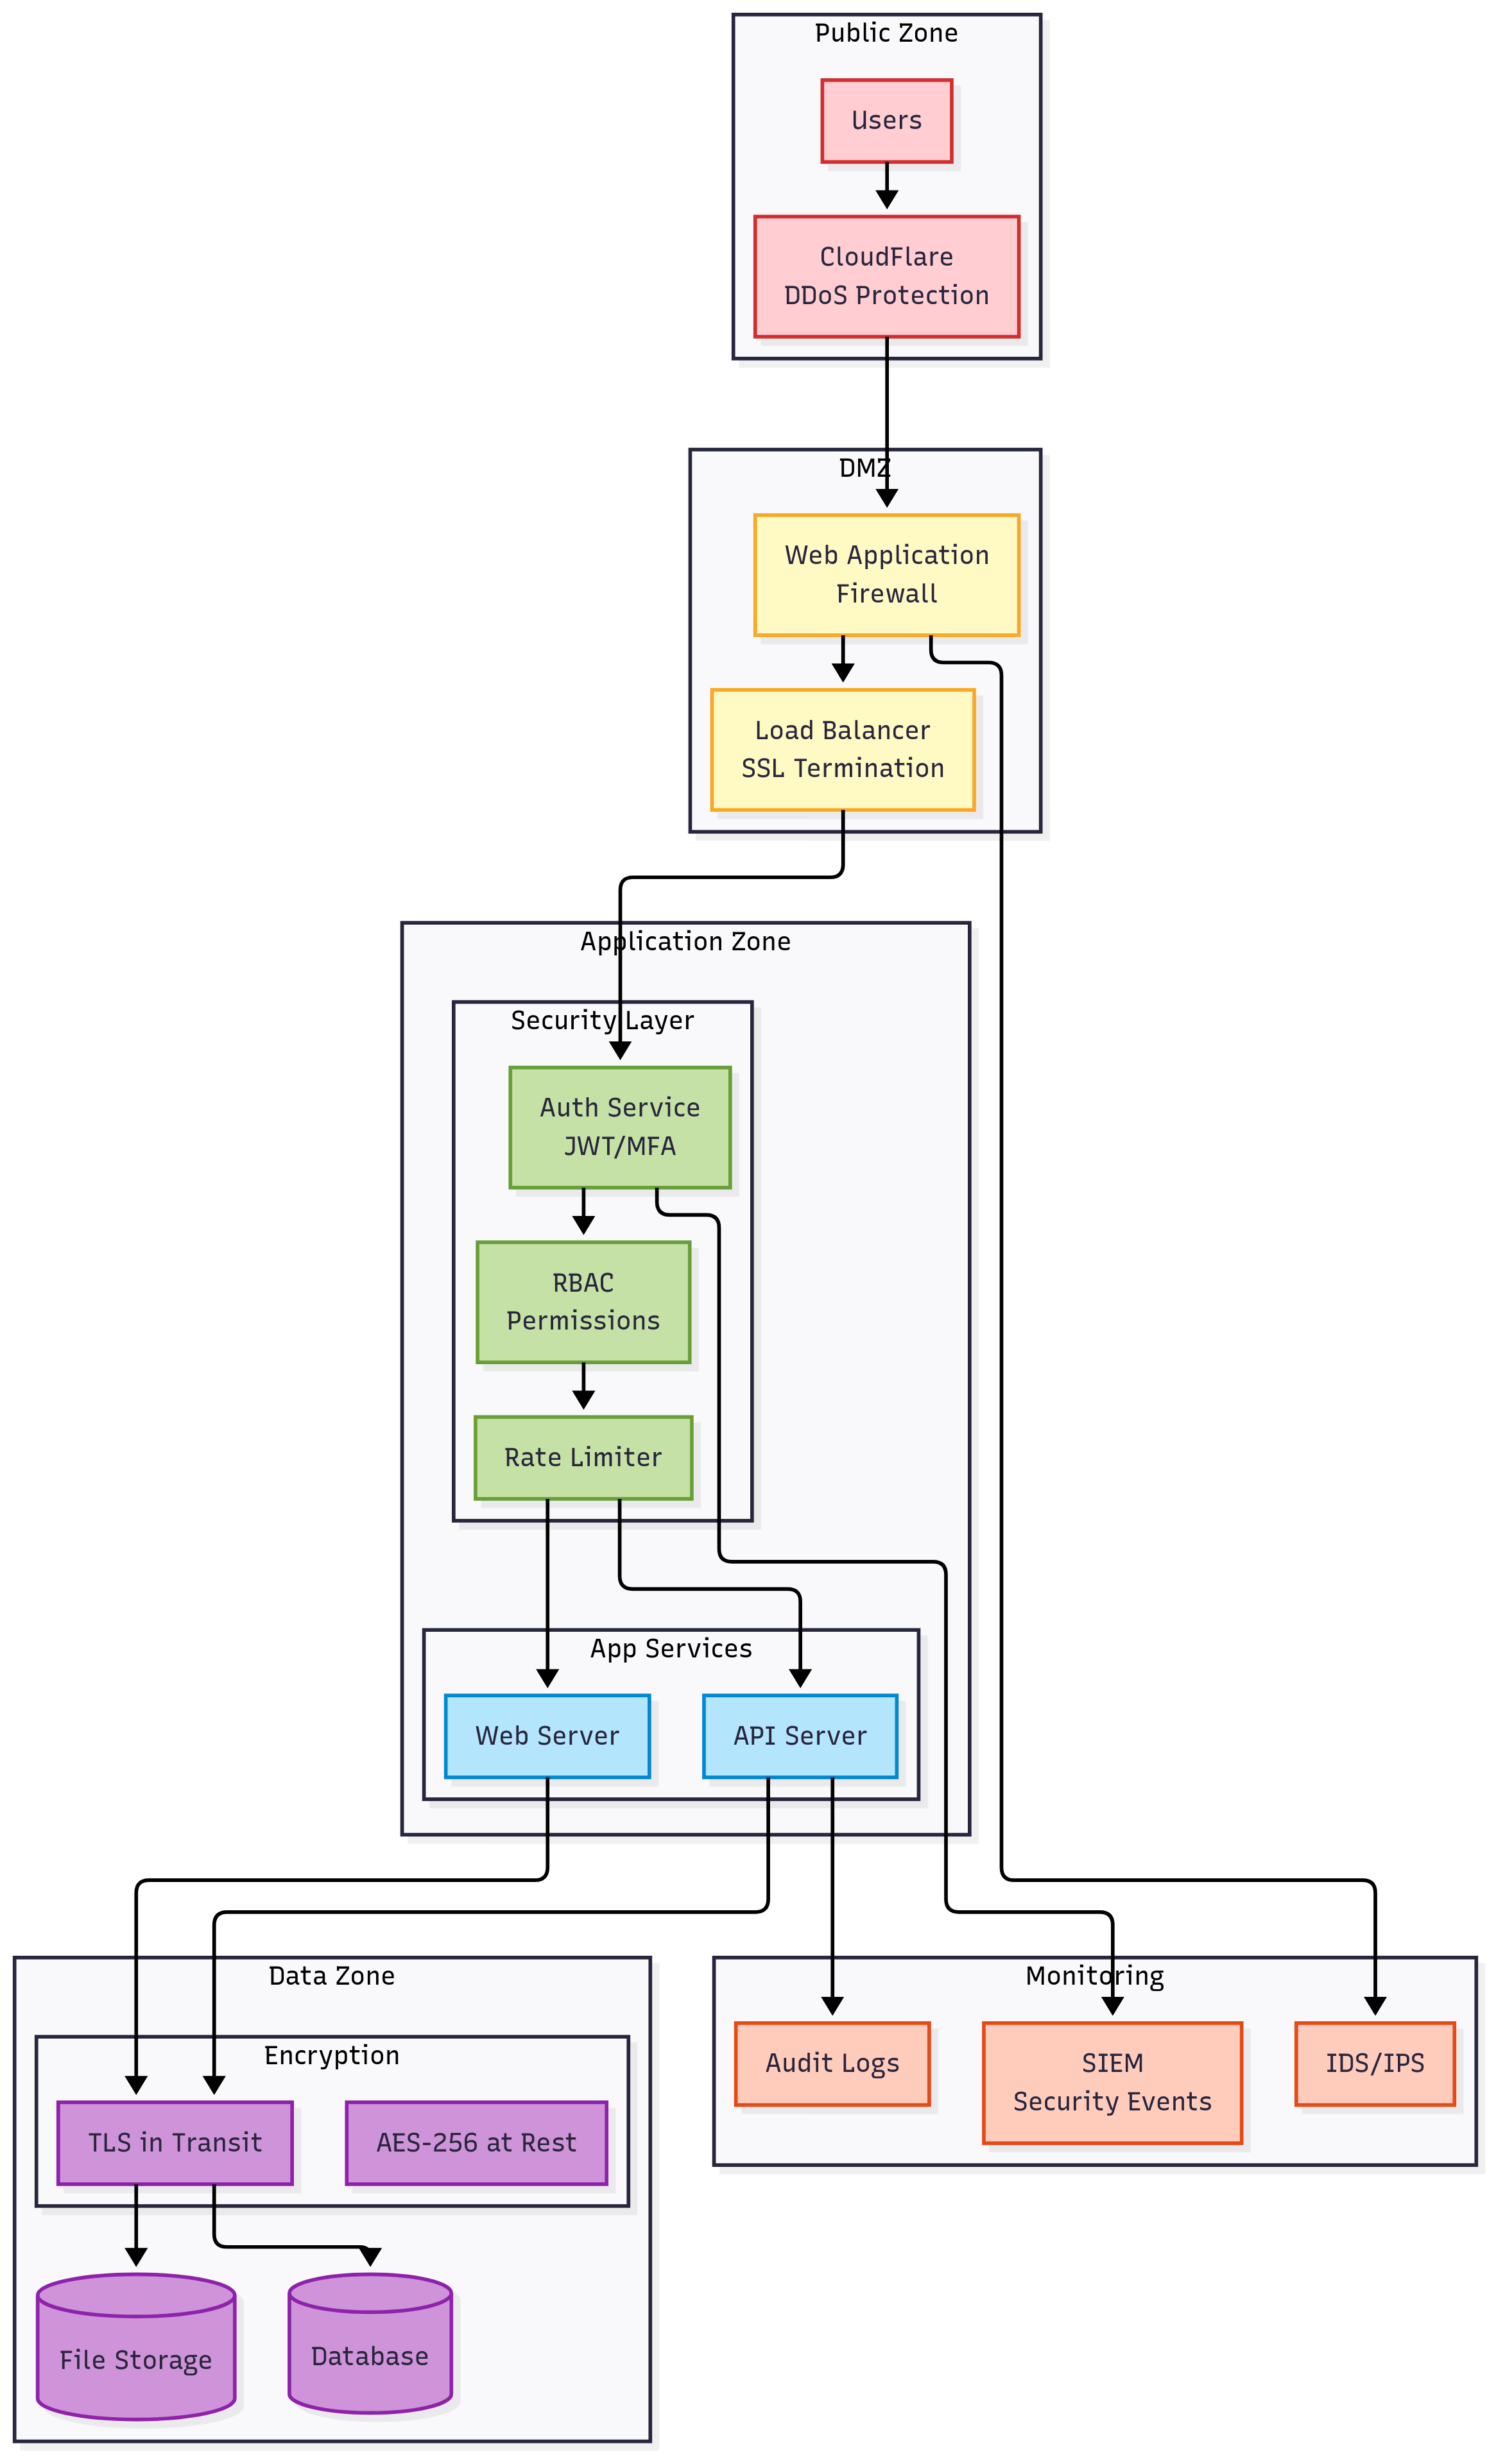 Public Zone
Users
CloudFlare
DDoS Protection
DMZ
Web Application
Firewall
Load Balancer
SSL Termination
Application Zone
Security Layer
Auth Service
JWT/MFA
RBAC
Permissions
Rate Limiter
App Services
Web Server
API Server
Data Zone
Encryption
TLS in Transit
AES-256 at Rest
File Storage
Database
Monitoring
Audit Logs
SIEM
Security Events
IDS/IPS